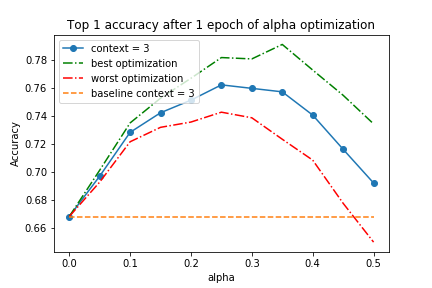 Top 1 accuracy after 1 epoch of alpha optimization
context = 3
best optimization
worst optimization
baseline context = 3
Accuracy
0.78
0.76
0.74
0.72
0.70
0.68
0.66
0.0 0.1 0.2 0.3 0.4 0.5
alpha